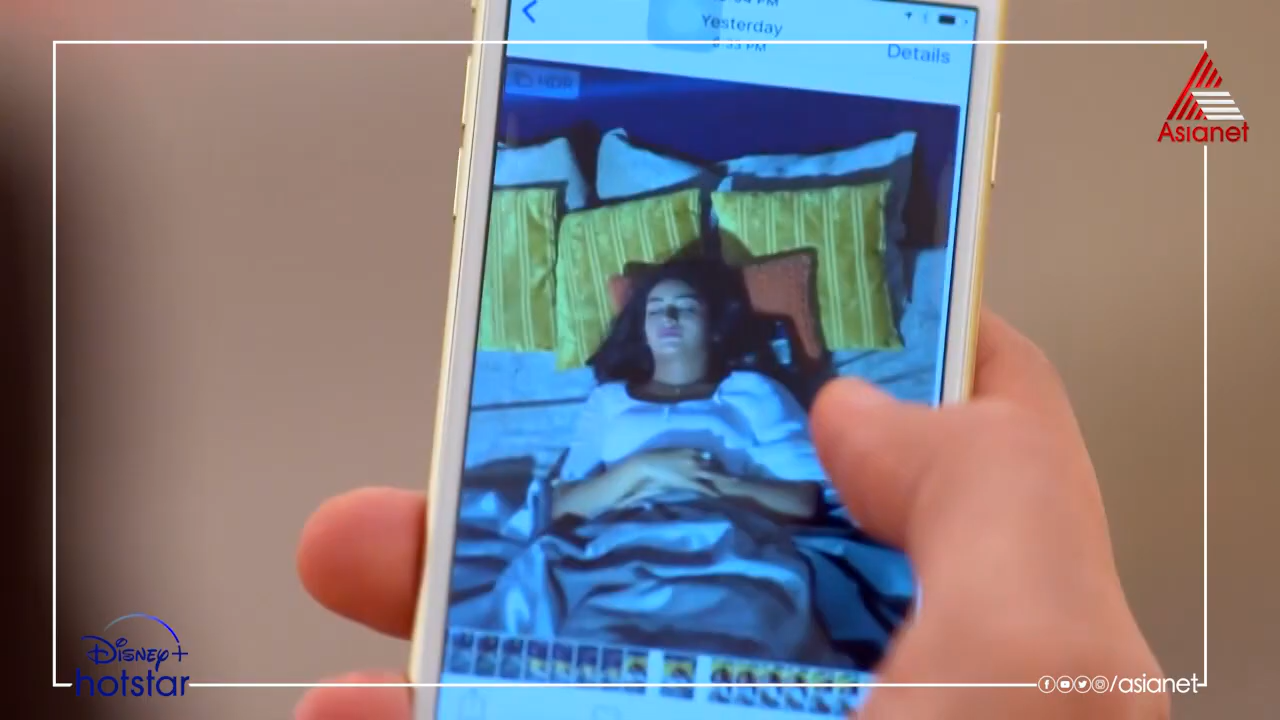 Yesterday
Details
HDR
Asianet
Disney+
hotstar
/asianet